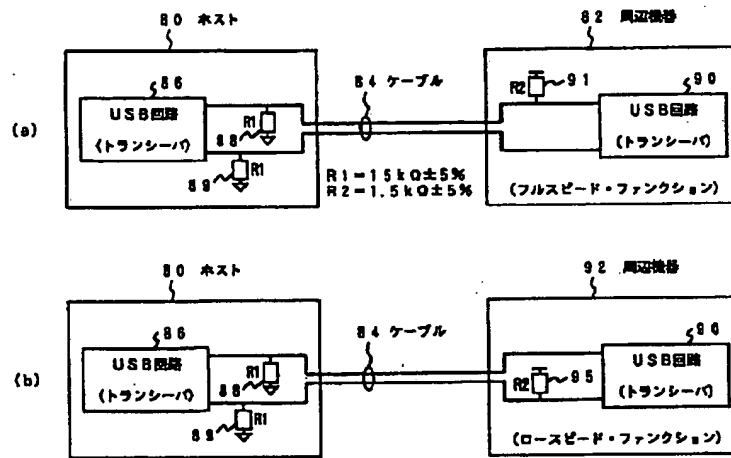 80 ホスト
82 周辺機器
86
USB回路
(トランシーバ)
R1
88
R1
89
84 ケーブル
R1=15kΩ±5%
R2=1.5kΩ±5%
R2
91
90
USB回路
(トランシーバ)
(フルスピード・ファンクション)
(a)
80 ホスト
92 周辺機器
86
USB回路
(トランシーバ)
R1
88
R1
89
84 ケーブル
R2
95
90
USB回路
(トランシーバ)
(ロースピード・ファンクション)
(b)